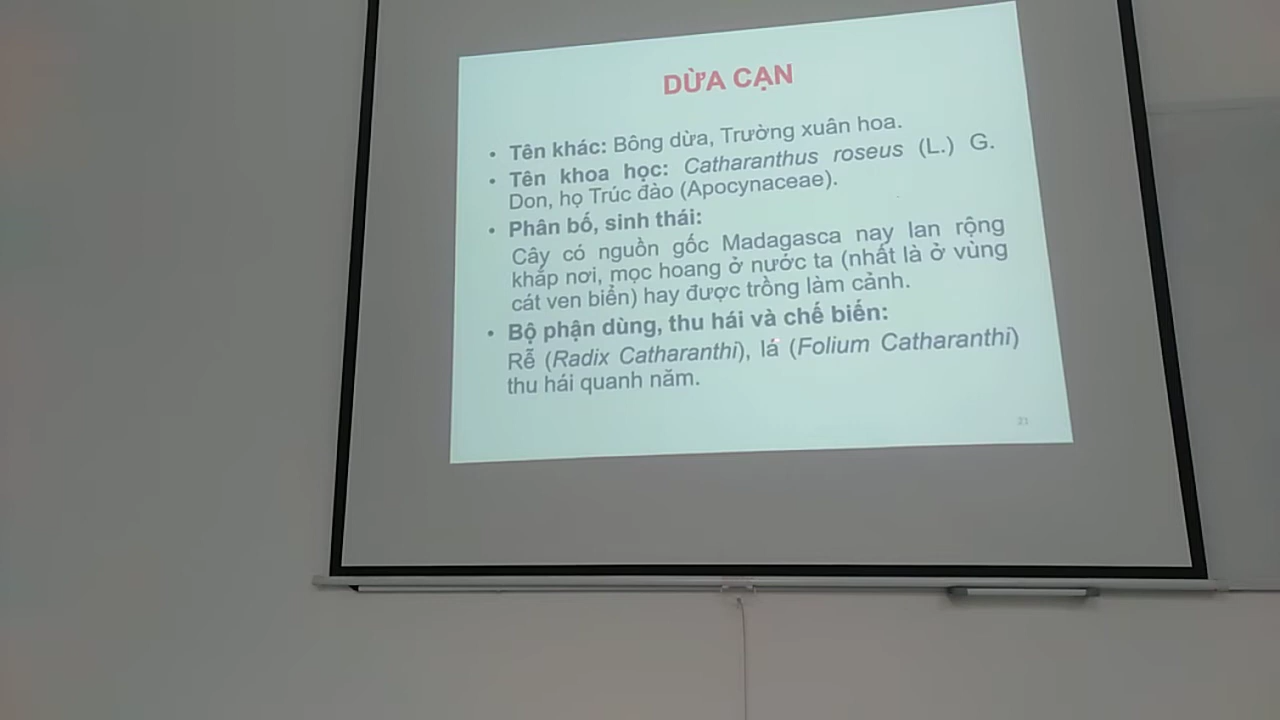 DỪA CẠN
• Tên khác: Bông dừa, Trường xuân hoa.
• Tên khoa học: Catharanthus roseus (L.) G.
Don, họ Trúc đào (Apocynaceae).
• Phân bố, sinh thái:
Cây có nguồn gốc Madagasca nay lan rộng
khắp nơi, mọc hoang ở nước ta (nhất là ở vùng
cát ven biển) hay được trồng làm cảnh.
• Bộ phận dùng, thu hái và chế biến:
Rễ (Radix Catharanthi), lá (Folium Catharanthi)
thu hái quanh năm.
21